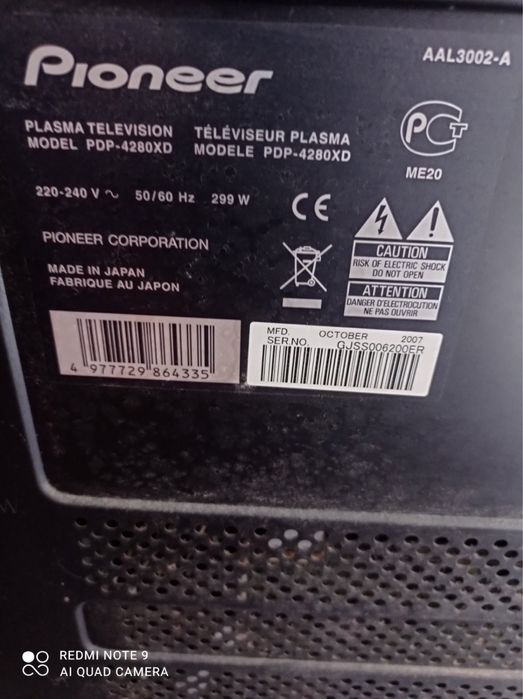 Pioneer
AAL3002-A
PLASMA TELEVISION
MODEL PDP-4280XD
TÉLÉVISEUR PLASMA
MODELE PDP-4280XD
PCT
ME20
220-240 V ~ 50/60 Hz 299 W
CE
PIONEER CORPORATION
MADE IN JAPAN
FABRIQUE AU JAPON
CAUTION
RISK OF ELECTRIC SHOCK
DO NOT OPEN
ATTENTION
DANGER D'ELECTROCUTION
NE PAS OUVRIR
4 977729 864335
MFD. OCTOBER 2007
SER.NO. GJSS006200ER
REDMI NOTE 9
AI QUAD CAMERA